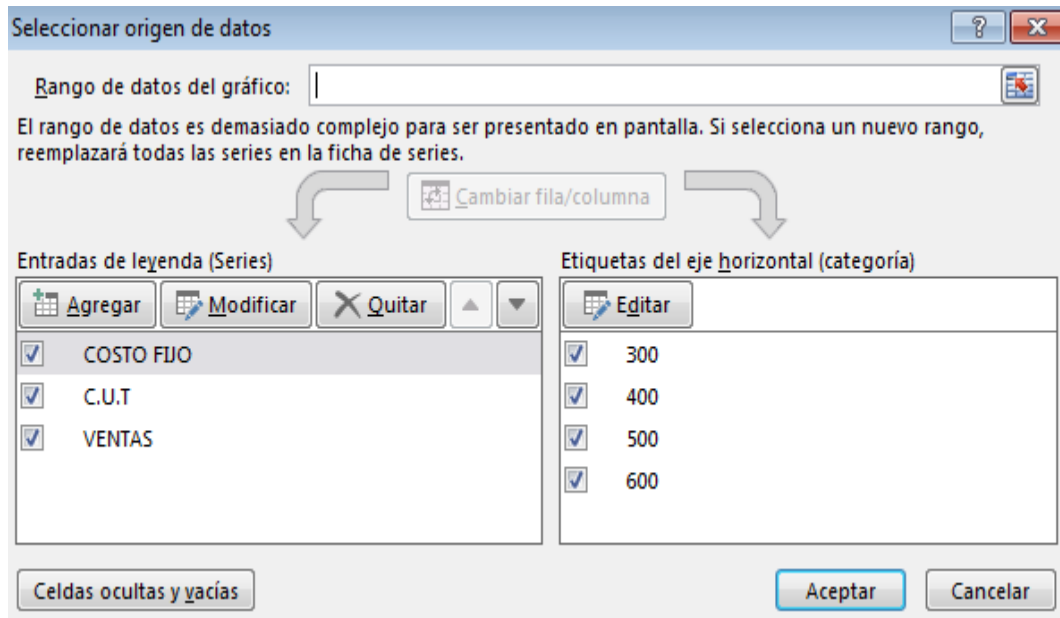 Seleccionar origen de datos
Rango de datos del gráfico:
El rango de datos es demasiado complejo para ser presentado en pantalla. Si selecciona un nuevo rango,
reemplazará todas las series en la ficha de series.
Cambiar fila/columna
Entradas de leyenda (Series)
Agregar
Modificar
Quitar
COSTO FIJO
C.U.T
VENTAS
Etiquetas del eje horizontal (categoría)
Editar
300
400
500
600
Celdas ocultas y vacías
Aceptar
Cancelar